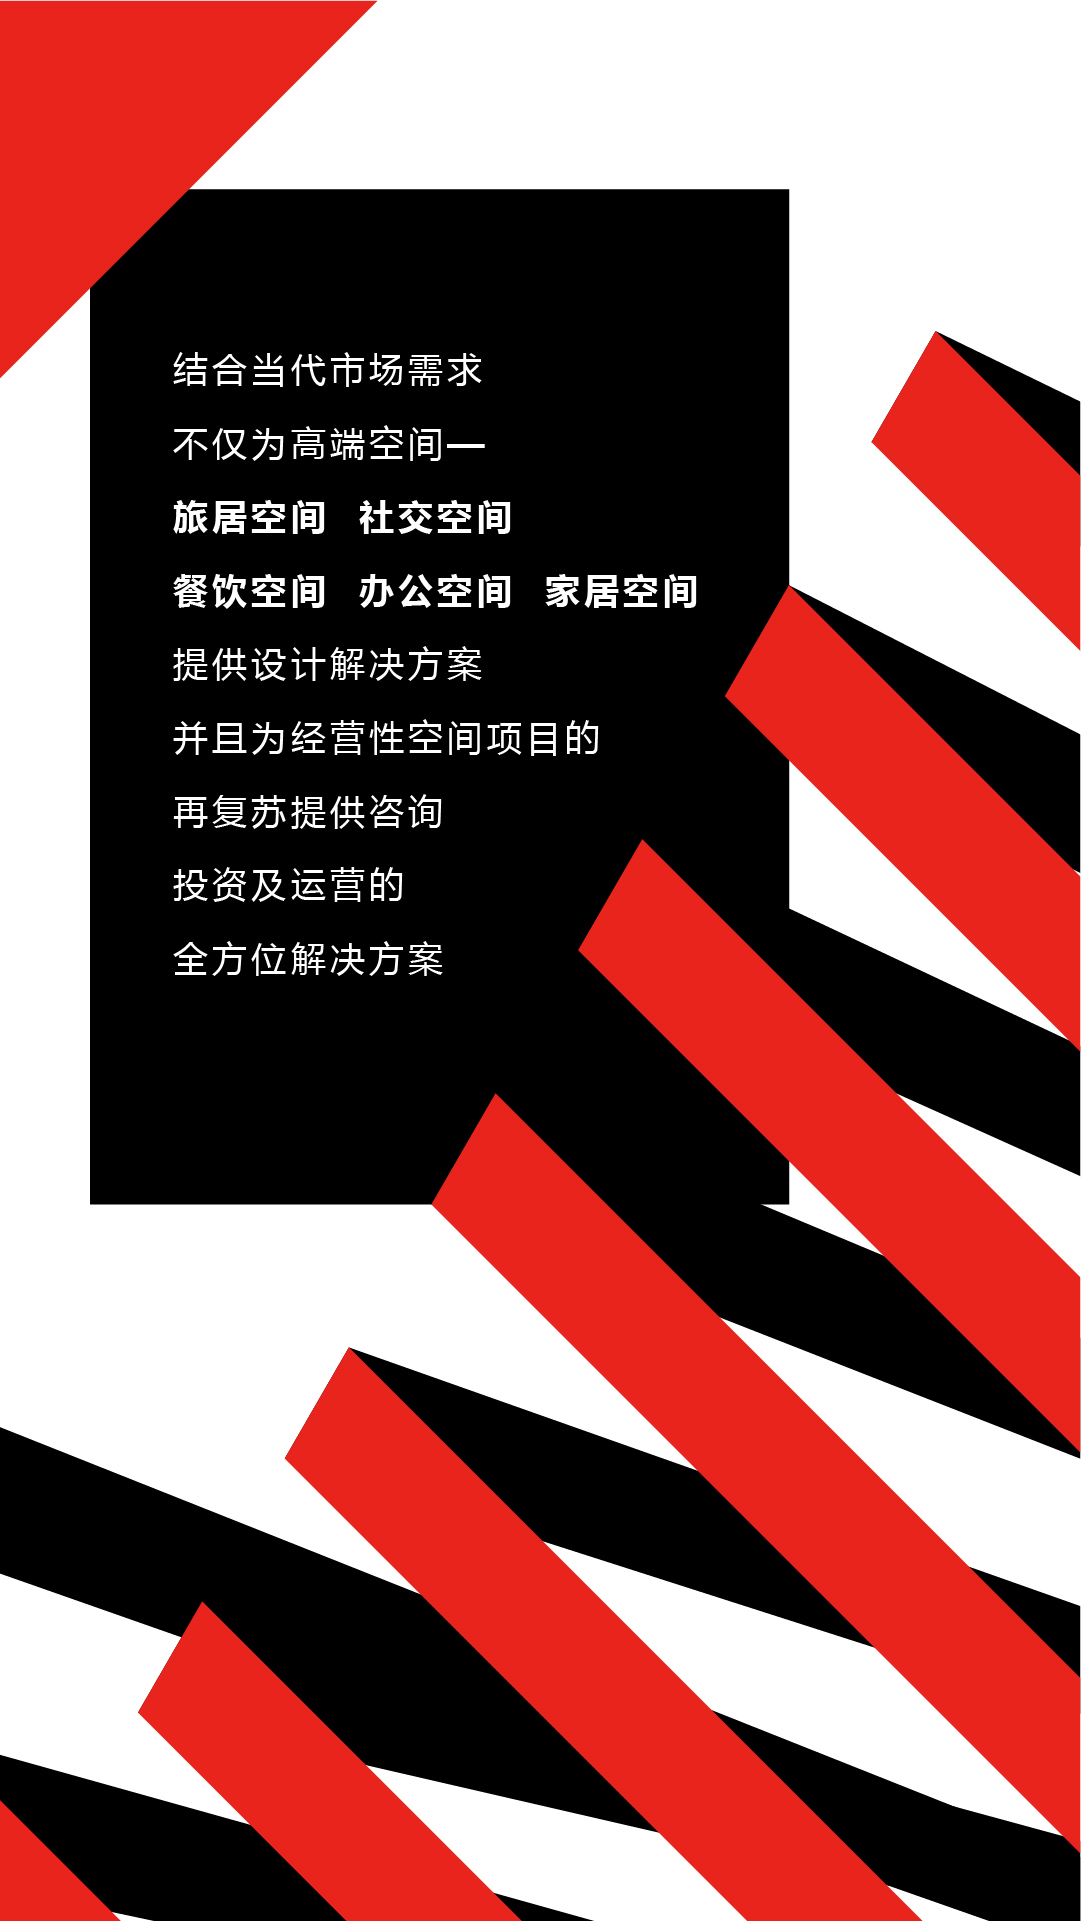 结合当代市场需求
不仅为高端空间—
旅居空间 社交空间
餐饮空间 办公空间 家居空间
提供设计解决方案
并且为经营性空间项目的
再复苏提供咨询
投资及运营的
全方位解决方案